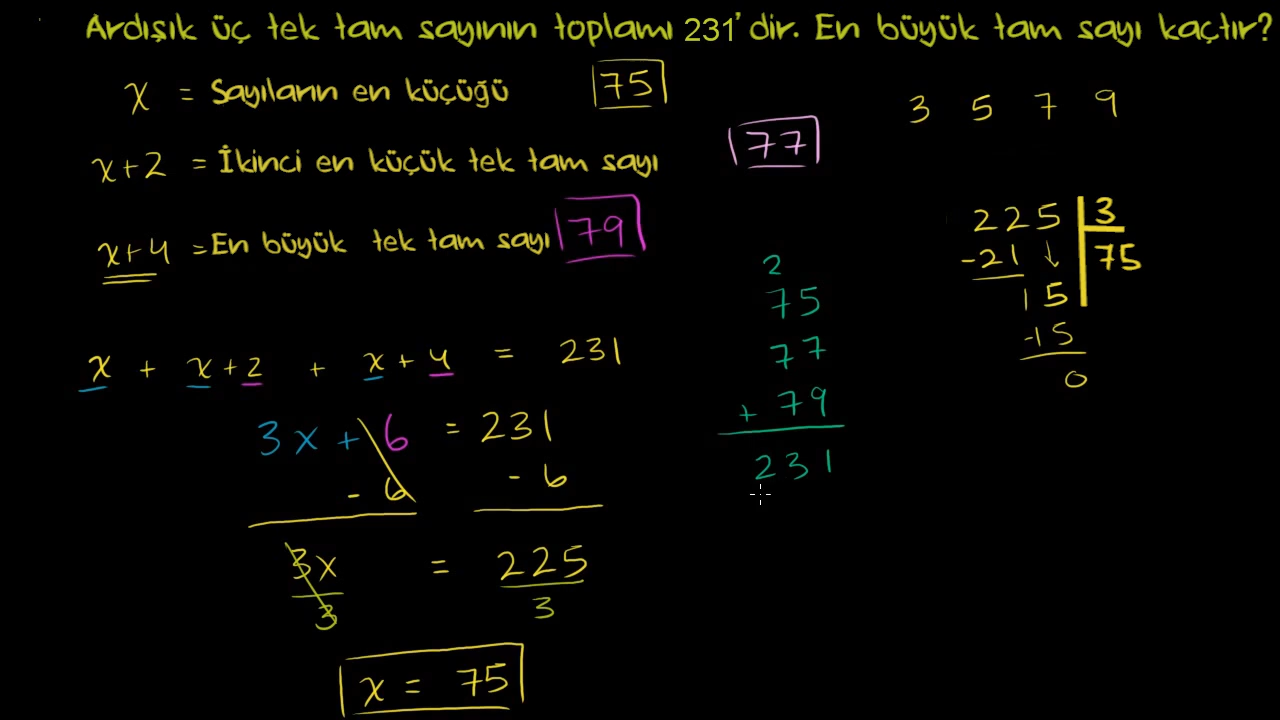 Ardışık üç tek tam sayının toplamı 231'dir. En büyük tam sayı kaçtır?
x = Sayıların en küçüğü 75
3 5 7 9
x+2 = İkinci en küçük tek tam sayı 77
x+4 = En büyük tek tam sayı 79
x + x+2 + x+4 = 231
3x + 6 = 231
- 6 - 6
3x = 225
3 3
x = 75
2
75
77
+ 79
231
225 3
-21 75
15
-15
0